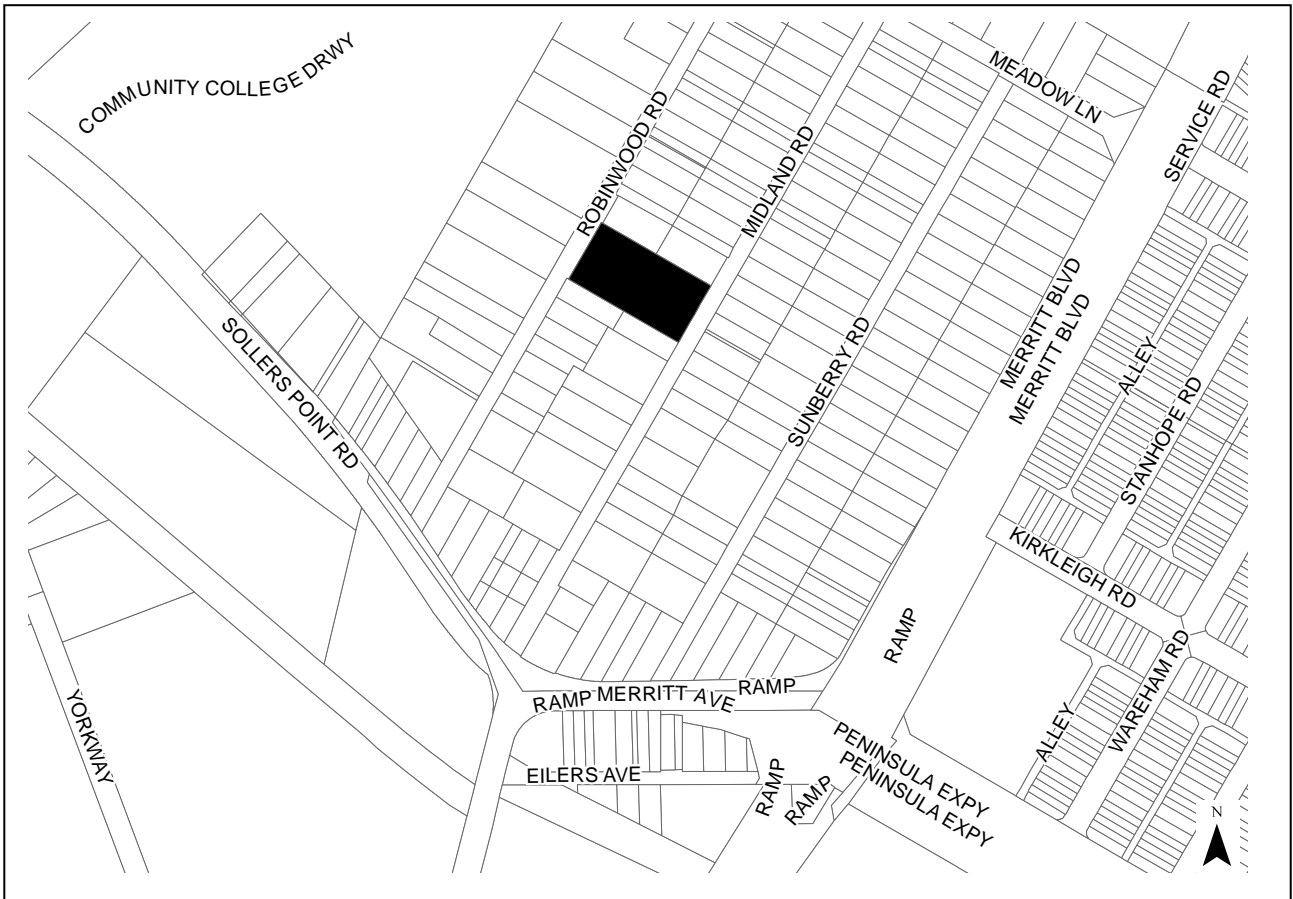 COMMUNITY COLLEGE DRWY
MEADOW LN
SERVICE RD
ROBINWOOD RD
MIDLAND RD
MERRITT BLVD
MERRITT BLVD
ALLEY
SOLLERS POINT RD
SUNBERRY RD
STANHOPE RD
KIRKLEIGH RD
RAMP
WAREHAM RD
RAMP
MERRITT AVE
RAMP
YORKWAY
ALLEY
PENINSULA EXPY
PENINSULA EXPY
EILERS AVE
RAMP
RAMP
N